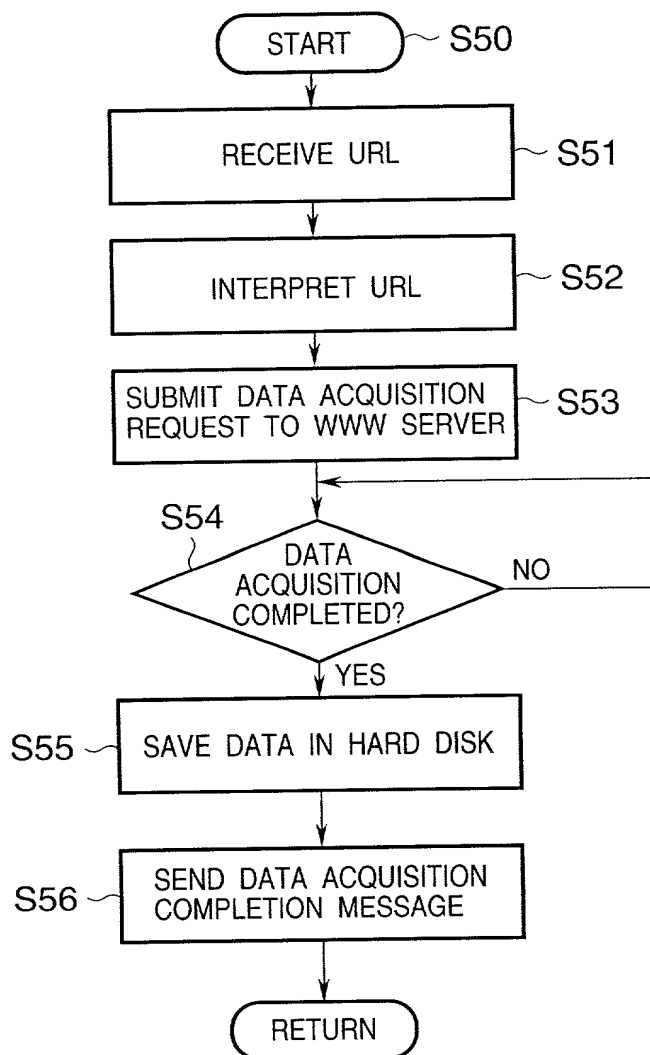 START
S50
RECEIVE URL
S51
INTERPRET URL
S52
SUBMIT DATA ACQUISITION
REQUEST TO WWW SERVER
S53
S54
DATA
ACQUISITION
COMPLETED?
NO
YES
S55
SAVE DATA IN HARD DISK
S56
SEND DATA ACQUISITION
COMPLETION MESSAGE
RETURN